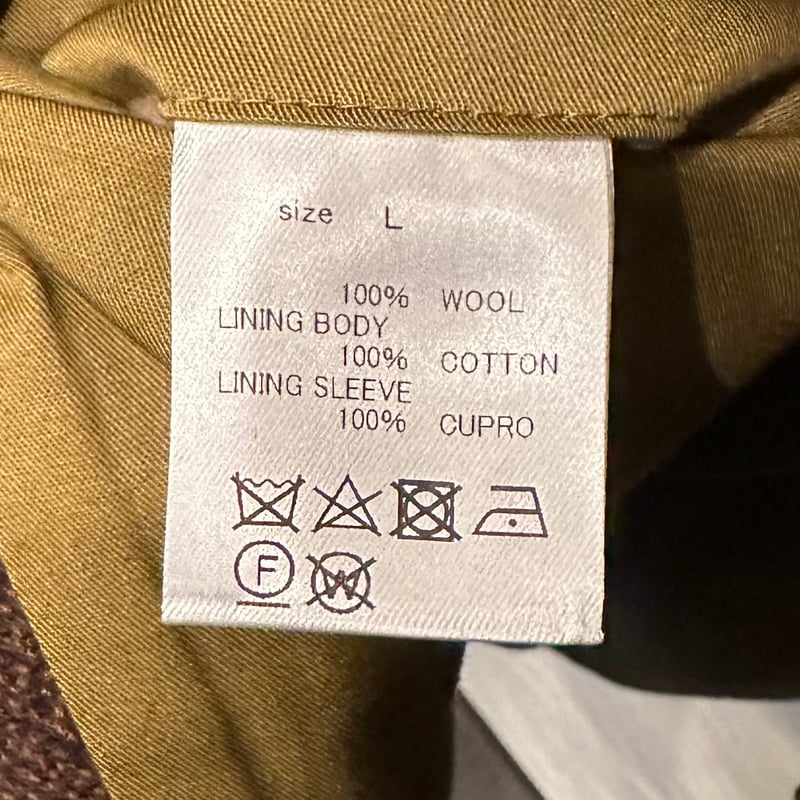 size L
100% WOOL
LINING BODY
100% COTTON
LINING SLEEVE
100% CUPRO
F W